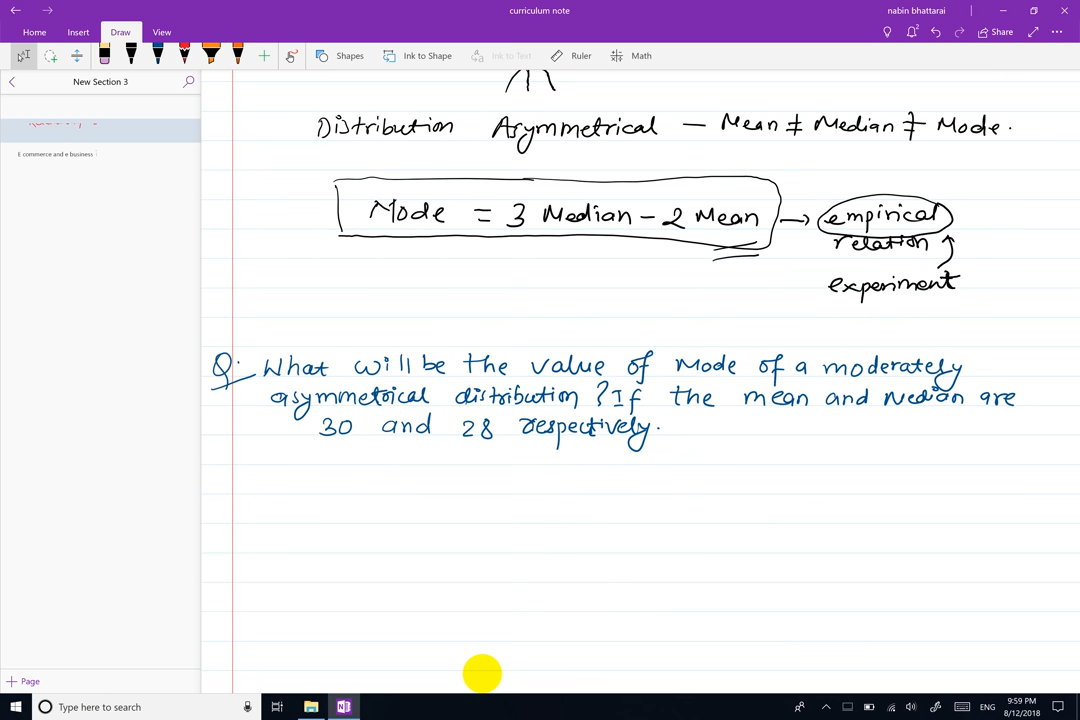 curriculum note
nabin bhattarai
Home Insert Draw View
Share
Shapes Ink to Shape Ink to Text Ruler Math
New Section 3
Distribution Asymmetrical - Mean ≠ Median ≠ Mode.
E commerce and e business
Mode = 3 Median - 2 Mean → empirical
relation
experiment
Q. What will be the value of Mode of a moderately
asymmetrical distribution? If the mean and Median are
30 and 28 respectively.
+ Page
Type here to search
ENG
9:59 PM
8/12/2018